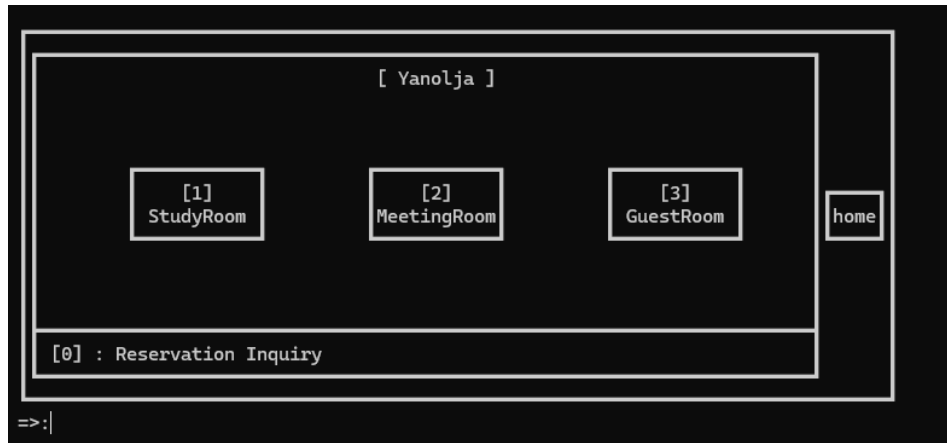 [ Yanolja ]
[1] [2] [3]
StudyRoom MeetingRoom GuestRoom home
[0] : Reservation Inquiry
=>: